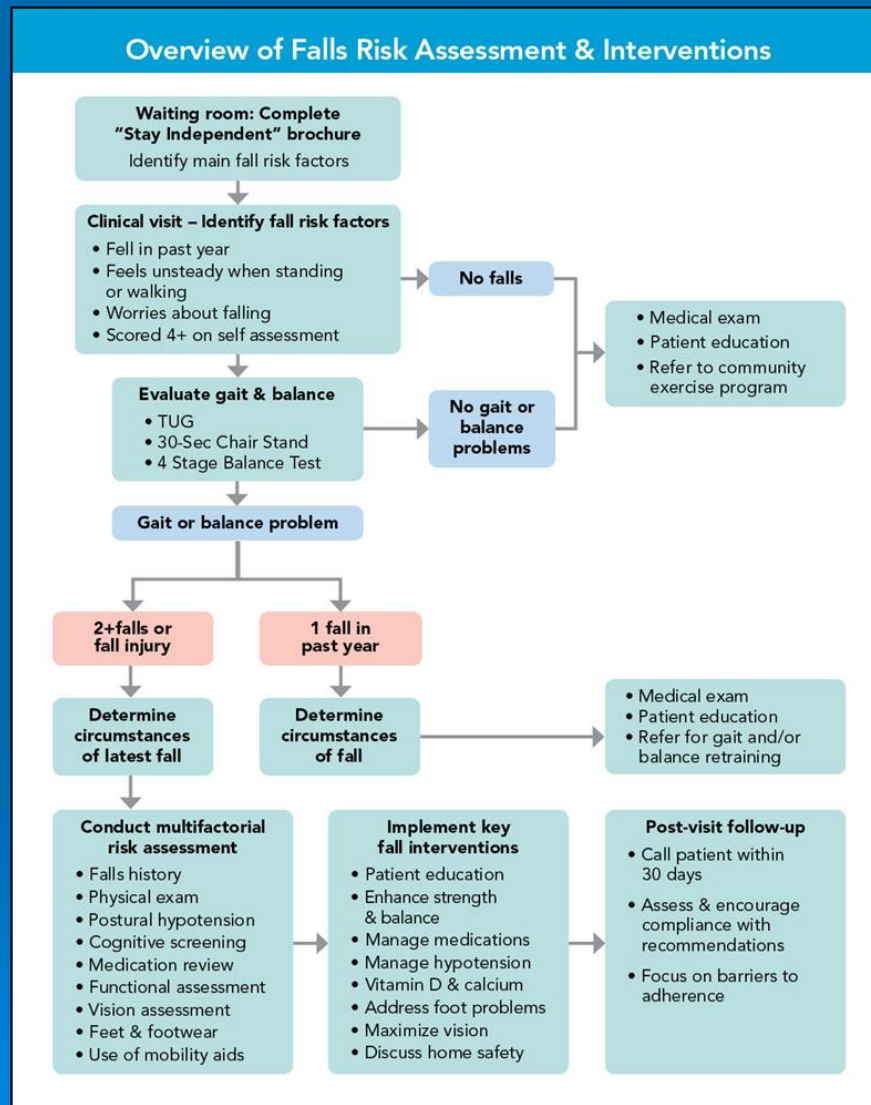 Overview of Falls Risk Assessment & Interventions
Waiting room: Complete
“Stay Independent” brochure
Identify main fall risk factors
Clinical visit – Identify fall risk factors
• Fell in past year
• Feels unsteady when standing
or walking
• Worries about falling
• Scored 4+ on self assessment
No falls
• Medical exam
• Patient education
• Refer to community
exercise program
Evaluate gait & balance
• TUG
• 30-Sec Chair Stand
• 4 Stage Balance Test
No gait or
balance
problems
Gait or balance problem
2+falls or
fall injury
1 fall in
past year
Determine
circumstances
of latest fall
Determine
circumstances
of fall
• Medical exam
• Patient education
• Refer for gait and/or
balance retraining
Conduct multifactorial
risk assessment
• Falls history
• Physical exam
• Postural hypotension
• Cognitive screening
• Medication review
• Functional assessment
• Vision assessment
• Feet & footwear
• Use of mobility aids
Implement key
fall interventions
• Patient education
• Enhance strength
& balance
• Manage medications
• Manage hypotension
• Vitamin D & calcium
• Address foot problems
• Maximize vision
• Discuss home safety
Post-visit follow-up
• Call patient within
30 days
• Assess & encourage
compliance with
recommendations
• Focus on barriers to
adherence